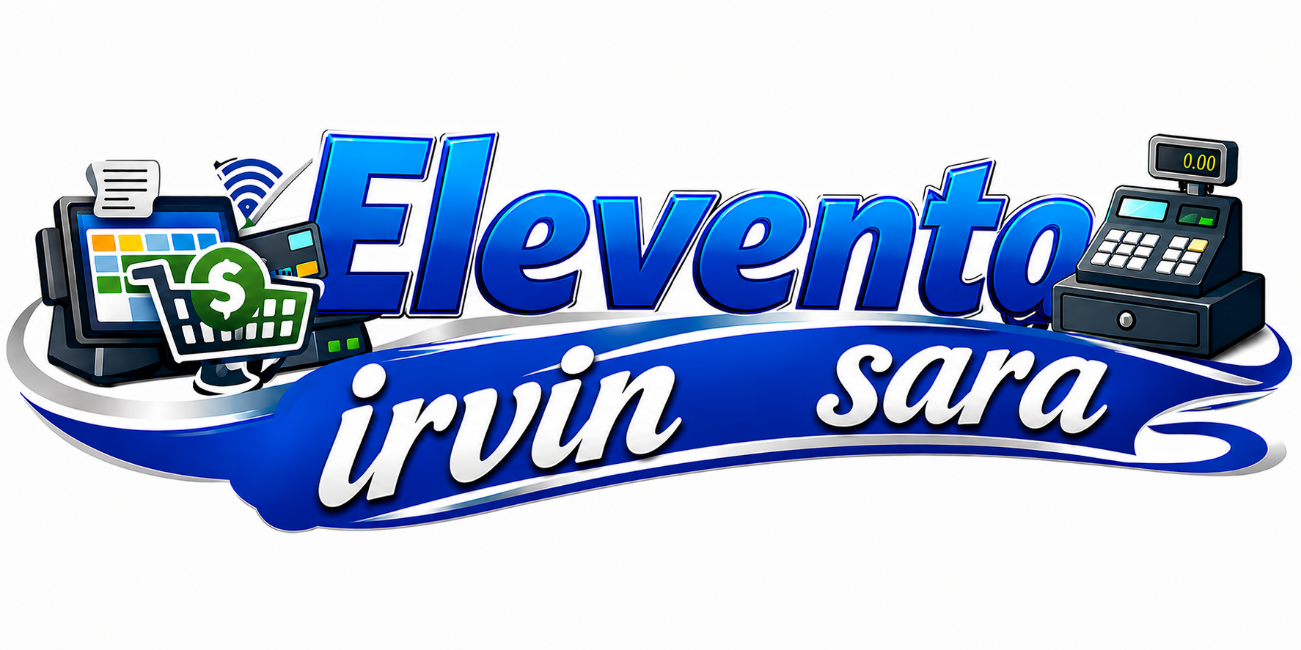 Elevento
irvin sara
0.00
$